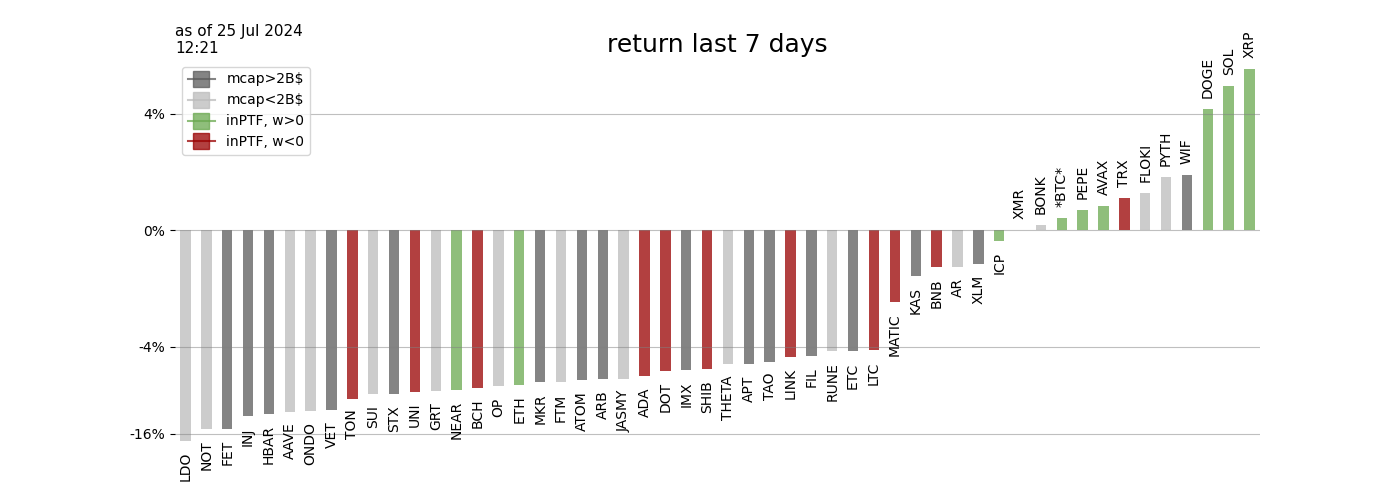 as of 25 Jul 2024
12:21
return last 7 days
mcap>2B$
mcap<2B$
inPTF, w>0
inPTF, w<0
4%
0%
-4%
-16%
LDO
NOT
FET
INJ
HBAR
AAVE
ONDO
VET
TON
SUI
STX
UNI
GRT
NEAR
BCH
OP
ETH
MKR
FTM
ATOM
ARB
JASMY
ADA
DOT
IMX
SHIB
THETA
APT
TAO
LINK
FIL
RUNE
ETC
LTC
MATIC
KAS
BNB
AR
XLM
ICP
XMR
BONK
*BTC*
PEPE
AVAX
TRX
FLOKI
PYTH
WIF
DOGE
SOL
XRP